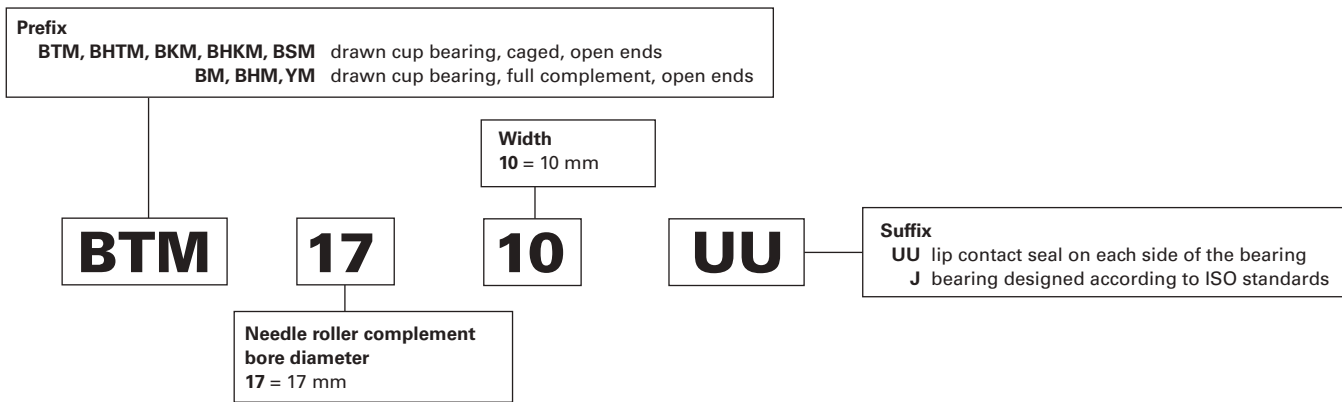 Prefix
BTM, BHTM, BKM, BHKM, BSM drawn cup bearing, caged, open ends
BM, BHM, YM drawn cup bearing, full complement, open ends
Width
10 = 10 mm
BTM 17 10 UU
Suffix
UU lip contact seal on each side of the bearing
J bearing designed according to ISO standards
Needle roller complement
bore diameter
17 = 17 mm